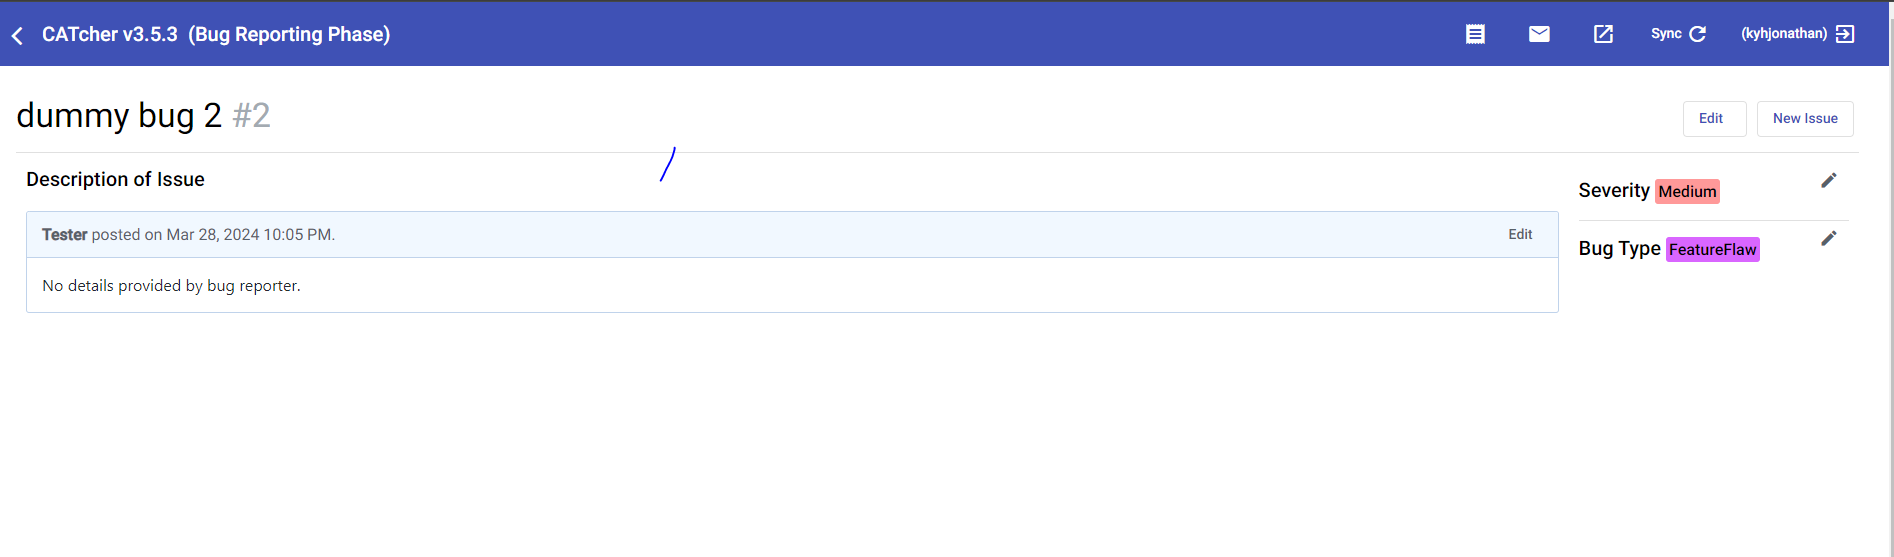 CATcher v3.5.3 (Bug Reporting Phase)
Sync
(kyhjonathan)
dummy bug 2 #2
Edit
New Issue
Description of Issue
Tester posted on Mar 28, 2024 10:05 PM.
Edit
No details provided by bug reporter.
Severity Medium
Bug Type FeatureFlaw